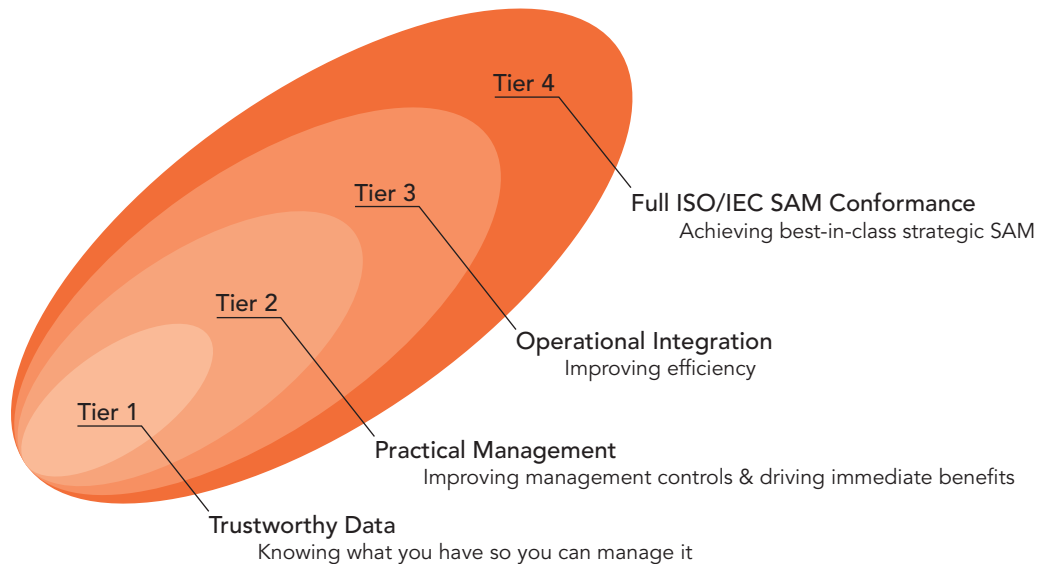 Tier 4
Full ISO/IEC SAM Conformance
Achieving best-in-class strategic SAM
Tier 3
Operational Integration
Improving efficiency
Tier 2
Practical Management
Improving management controls & driving immediate benefits
Tier 1
Trustworthy Data
Knowing what you have so you can manage it